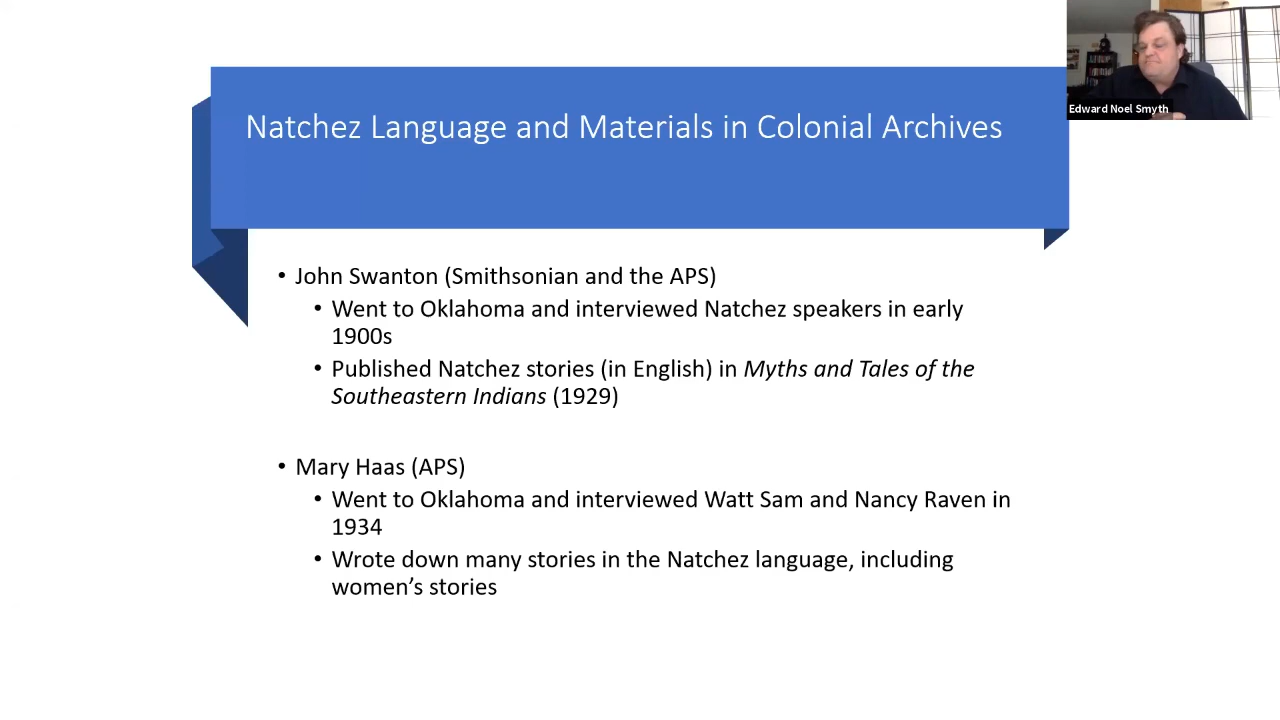 Edward Noel Smyth
Natchez Language and Materials in Colonial Archives
• John Swanton (Smithsonian and the APS)
• Went to Oklahoma and interviewed Natchez speakers in early
1900s
• Published Natchez stories (in English) in Myths and Tales of the
Southeastern Indians (1929)
• Mary Haas (APS)
• Went to Oklahoma and interviewed Watt Sam and Nancy Raven in
1934
• Wrote down many stories in the Natchez language, including
women’s stories